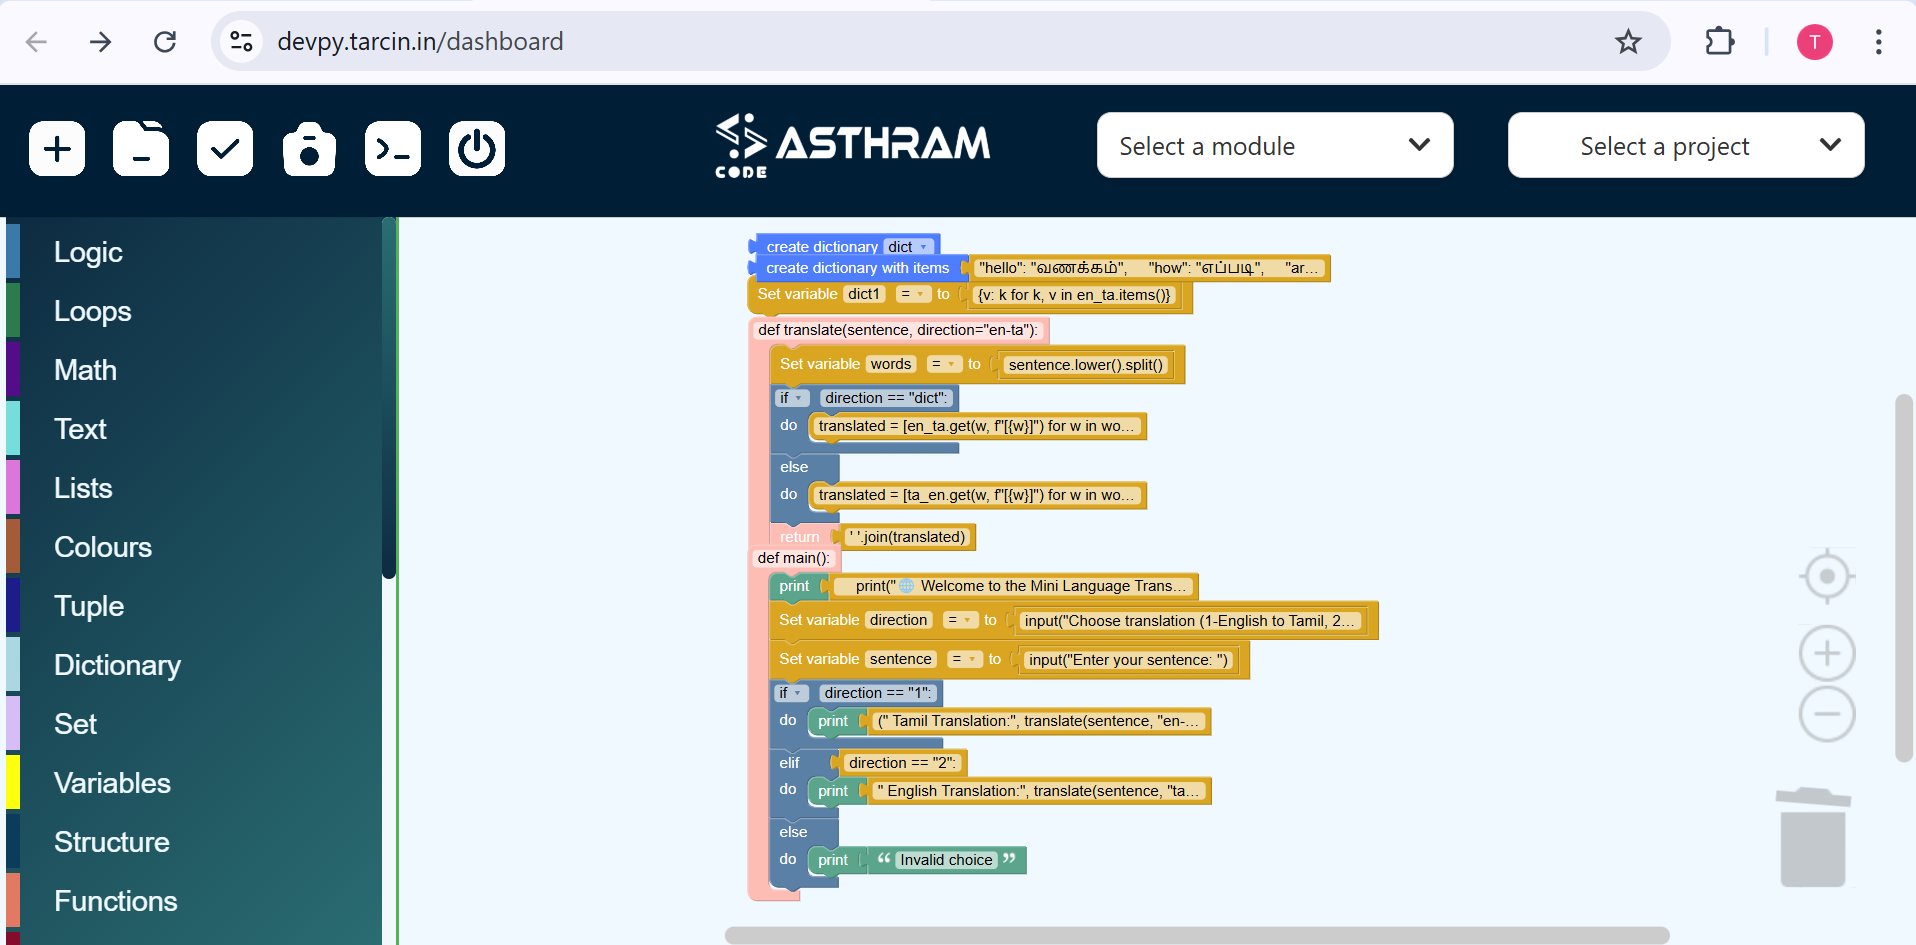 devpy.tarcin.in/dashboard
T
ASTHRAM
CODE
Select a module
Select a project
Logic
Loops
Math
Text
Lists
Colours
Tuple
Dictionary
Set
Variables
Structure
Functions
create dictionary dict
create dictionary with items "hello": "வணக்கம்", "how": "எப்படி", "ar...
Set variable dict1 = to {v: k for k, v in en_ta.items()}
def translate(sentence, direction="en-ta"):
Set variable words = to sentence.lower().split()
if direction == "dict":
do translated = [en_ta.get(w, f"[{w}]") for w in wo...
else
do translated = [ta_en.get(w, f"[{w}]") for w in wo...
return ' '.join(translated)
def main():
print print("🌐 Welcome to the Mini Language Trans...
Set variable direction = to input("Choose translation (1-English to Tamil, 2...
Set variable sentence = to input("Enter your sentence: ")
if direction == "1":
do print (" Tamil Translation:", translate(sentence, "en-...
elif direction == "2":
do print " English Translation:", translate(sentence, "ta...
else
do print “ Invalid choice ”